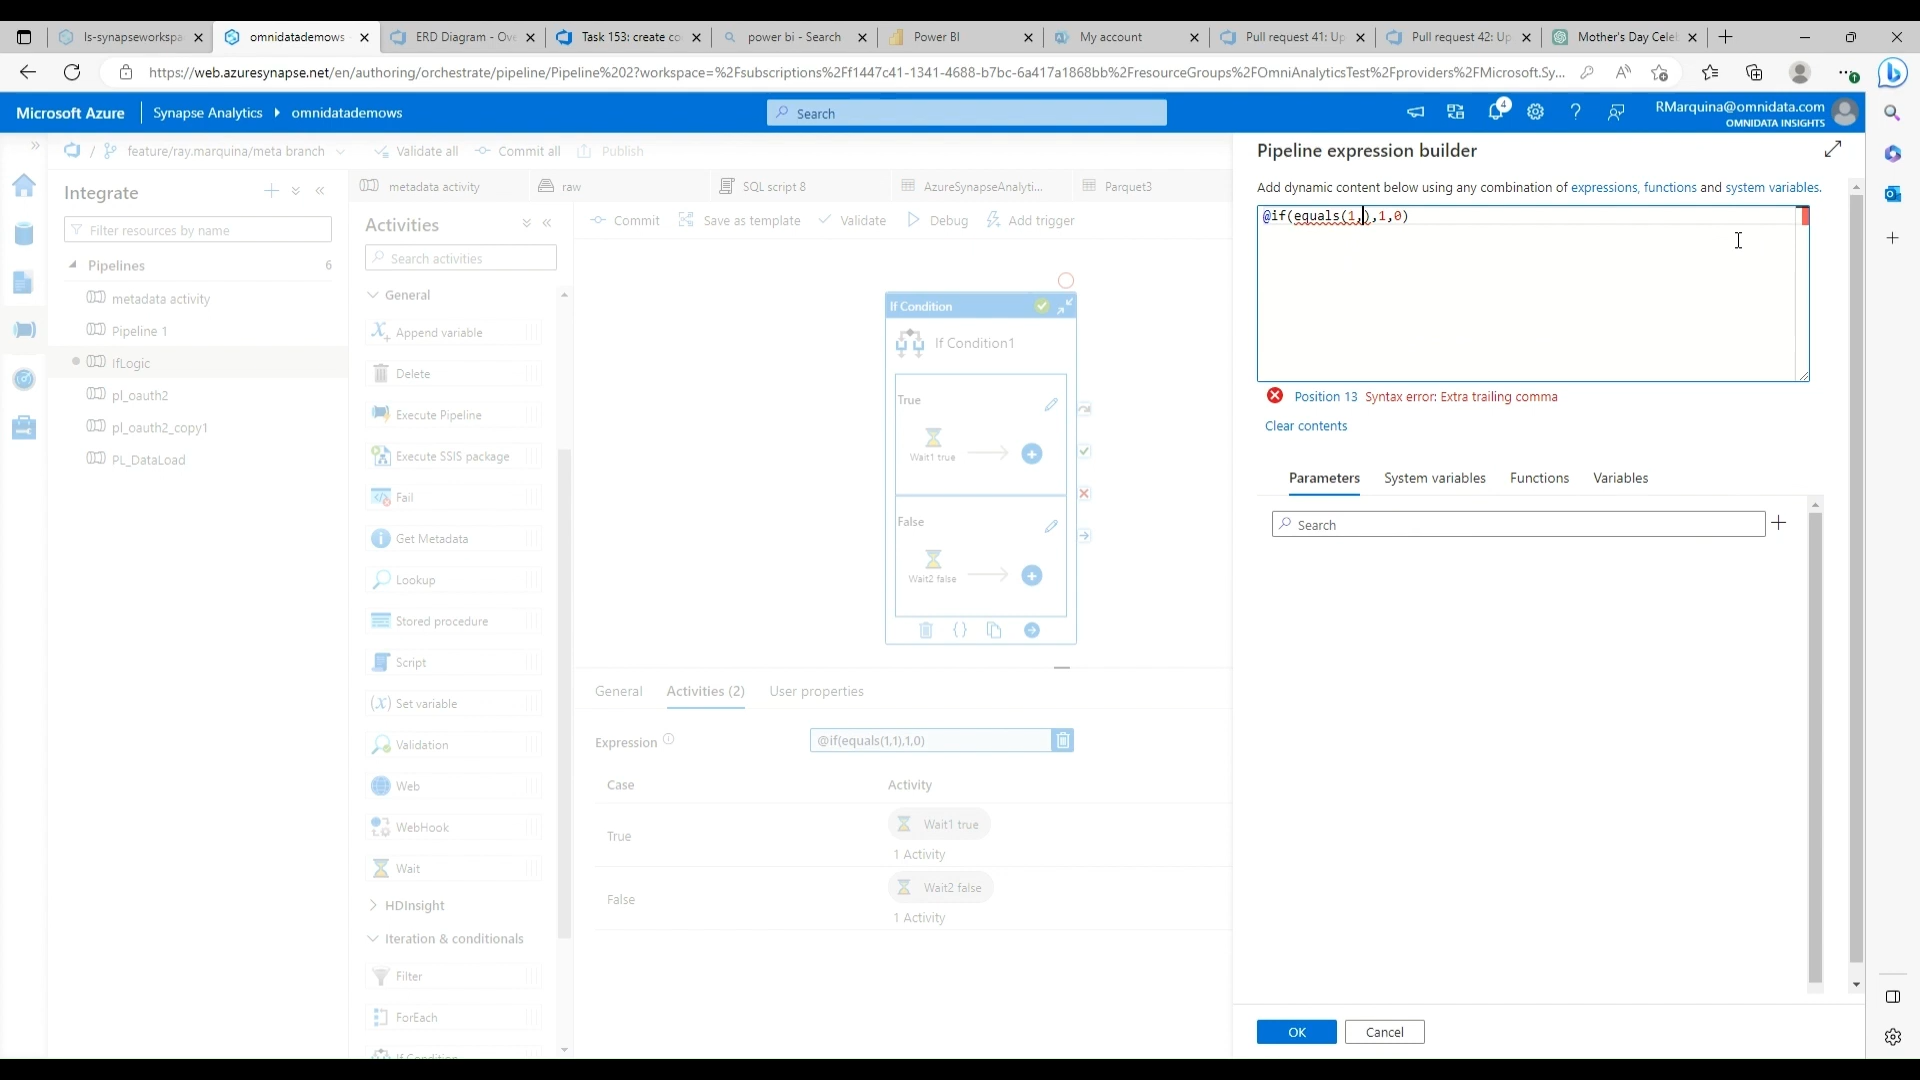 ls-synapseworkspa
omnidatademows
ERD Diagram - Ove
Task 153: create co
power bi - Search
Power BI
My account
Pull request 41: Up
Pull request 42: Up
Mother's Day Celeb
https://web.azuresynapse.net/en/authoring/orchestrate/pipeline/Pipeline%202?workspace=%2Fsubscriptions%2Ff1447c41-1341-4688-b7bc-6a417a1868bb%2FresourceGroups%2FOmniAnalyticsTest%2Fproviders%2FMicrosoft.Sy...
Microsoft Azure
Synapse Analytics
omnidatademows
Search
4
RMarquina@omnidata.com
OMNIDATA INSIGHTS
/ feature/ray.marquina/meta branch
Validate all
Commit all
Publish
Integrate
Filter resources by name
Pipelines 6
metadata activity
Pipeline 1
IfLogic
pl_oauth2
pl_oauth2_copy1
PL_DataLoad
metadata activity
raw
SQL script 8
AzureSynapseAnalyti...
Parquet3
Activities
Search activities
General
Append variable
Delete
Execute Pipeline
Execute SSIS package
Fail
Get Metadata
Lookup
Stored procedure
Script
Set variable
Validation
Web
WebHook
Wait
HDInsight
Iteration & conditionals
Filter
ForEach
If Condition
Commit
Save as template
Validate
Debug
Add trigger
If Condition
If Condition1
True
Wait1 true
False
Wait2 false
General
Activities (2)
User properties
Expression
@if(equals(1,1),1,0)
Case
Activity
True
Wait1 true
1 Activity
False
Wait2 false
1 Activity
Pipeline expression builder
Add dynamic content below using any combination of expressions, functions and system variables.
@if(equals(1,),1,0)
Position 13 Syntax error: Extra trailing comma
Clear contents
Parameters
System variables
Functions
Variables
Search
OK
Cancel